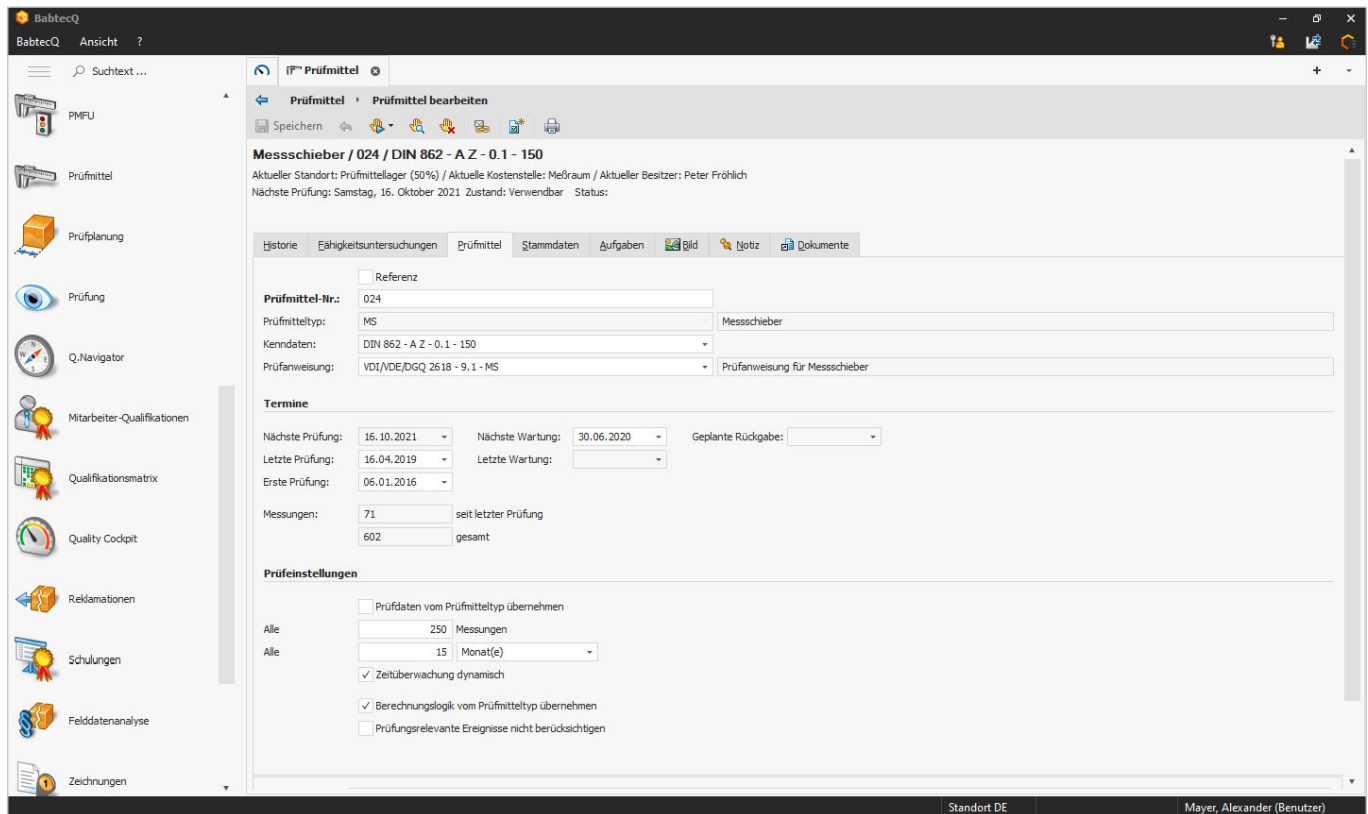 BabtecQ
BabtecQ Ansicht ?
Suchtext ...
PMFU
Prüfmittel
Prüfplanung
Prüfung
Q.Navigator
Mitarbeiter-Qualifikationen
Qualifikationsmatrix
Quality Cockpit
Reklamationen
Schulungen
Felddatenanalyse
Zeichnungen
Prüfmittel
Prüfmittel Prüfmittel bearbeiten
Speichern
Messschieber / 024 / DIN 862 - A Z - 0.1 - 150
Aktueller Standort: Prüfmittellager (50%) / Aktuelle Kostenstelle: Meßraum / Aktueller Besitzer: Peter Fröhlich
Nächste Prüfung: Samstag, 16. Oktober 2021 Zustand: Verwendbar Status:
Historie Fähigkeitsuntersuchungen Prüfmittel Stammdaten Aufgaben Bild Notiz Dokumente
Referenz
Prüfmittel-Nr.: 024
Prüfmitteltyp: MS Messschieber
Kenndaten: DIN 862 - A Z - 0.1 - 150
Prüfanweisung: VDI/VDE/DGQ 2618 - 9.1 - MS Prüfanweisung für Messschieber
Termine
Nächste Prüfung: 16.10.2021 Nächste Wartung: 30.06.2020 Geplante Rückgabe:
Letzte Prüfung: 16.04.2019 Letzte Wartung:
Erste Prüfung: 06.01.2016
Messungen: 71 seit letzter Prüfung
602 gesamt
Prüfeinstellungen
Prüfdaten vom Prüfmitteltyp übernehmen
Alle 250 Messungen
Alle 15 Monat(e)
Zeitüberwachung dynamisch
Berechnungslogik vom Prüfmitteltyp übernehmen
Prüfungsrelevante Ereignisse nicht berücksichtigen
Standort DE Mayer, Alexander (Benutzer)